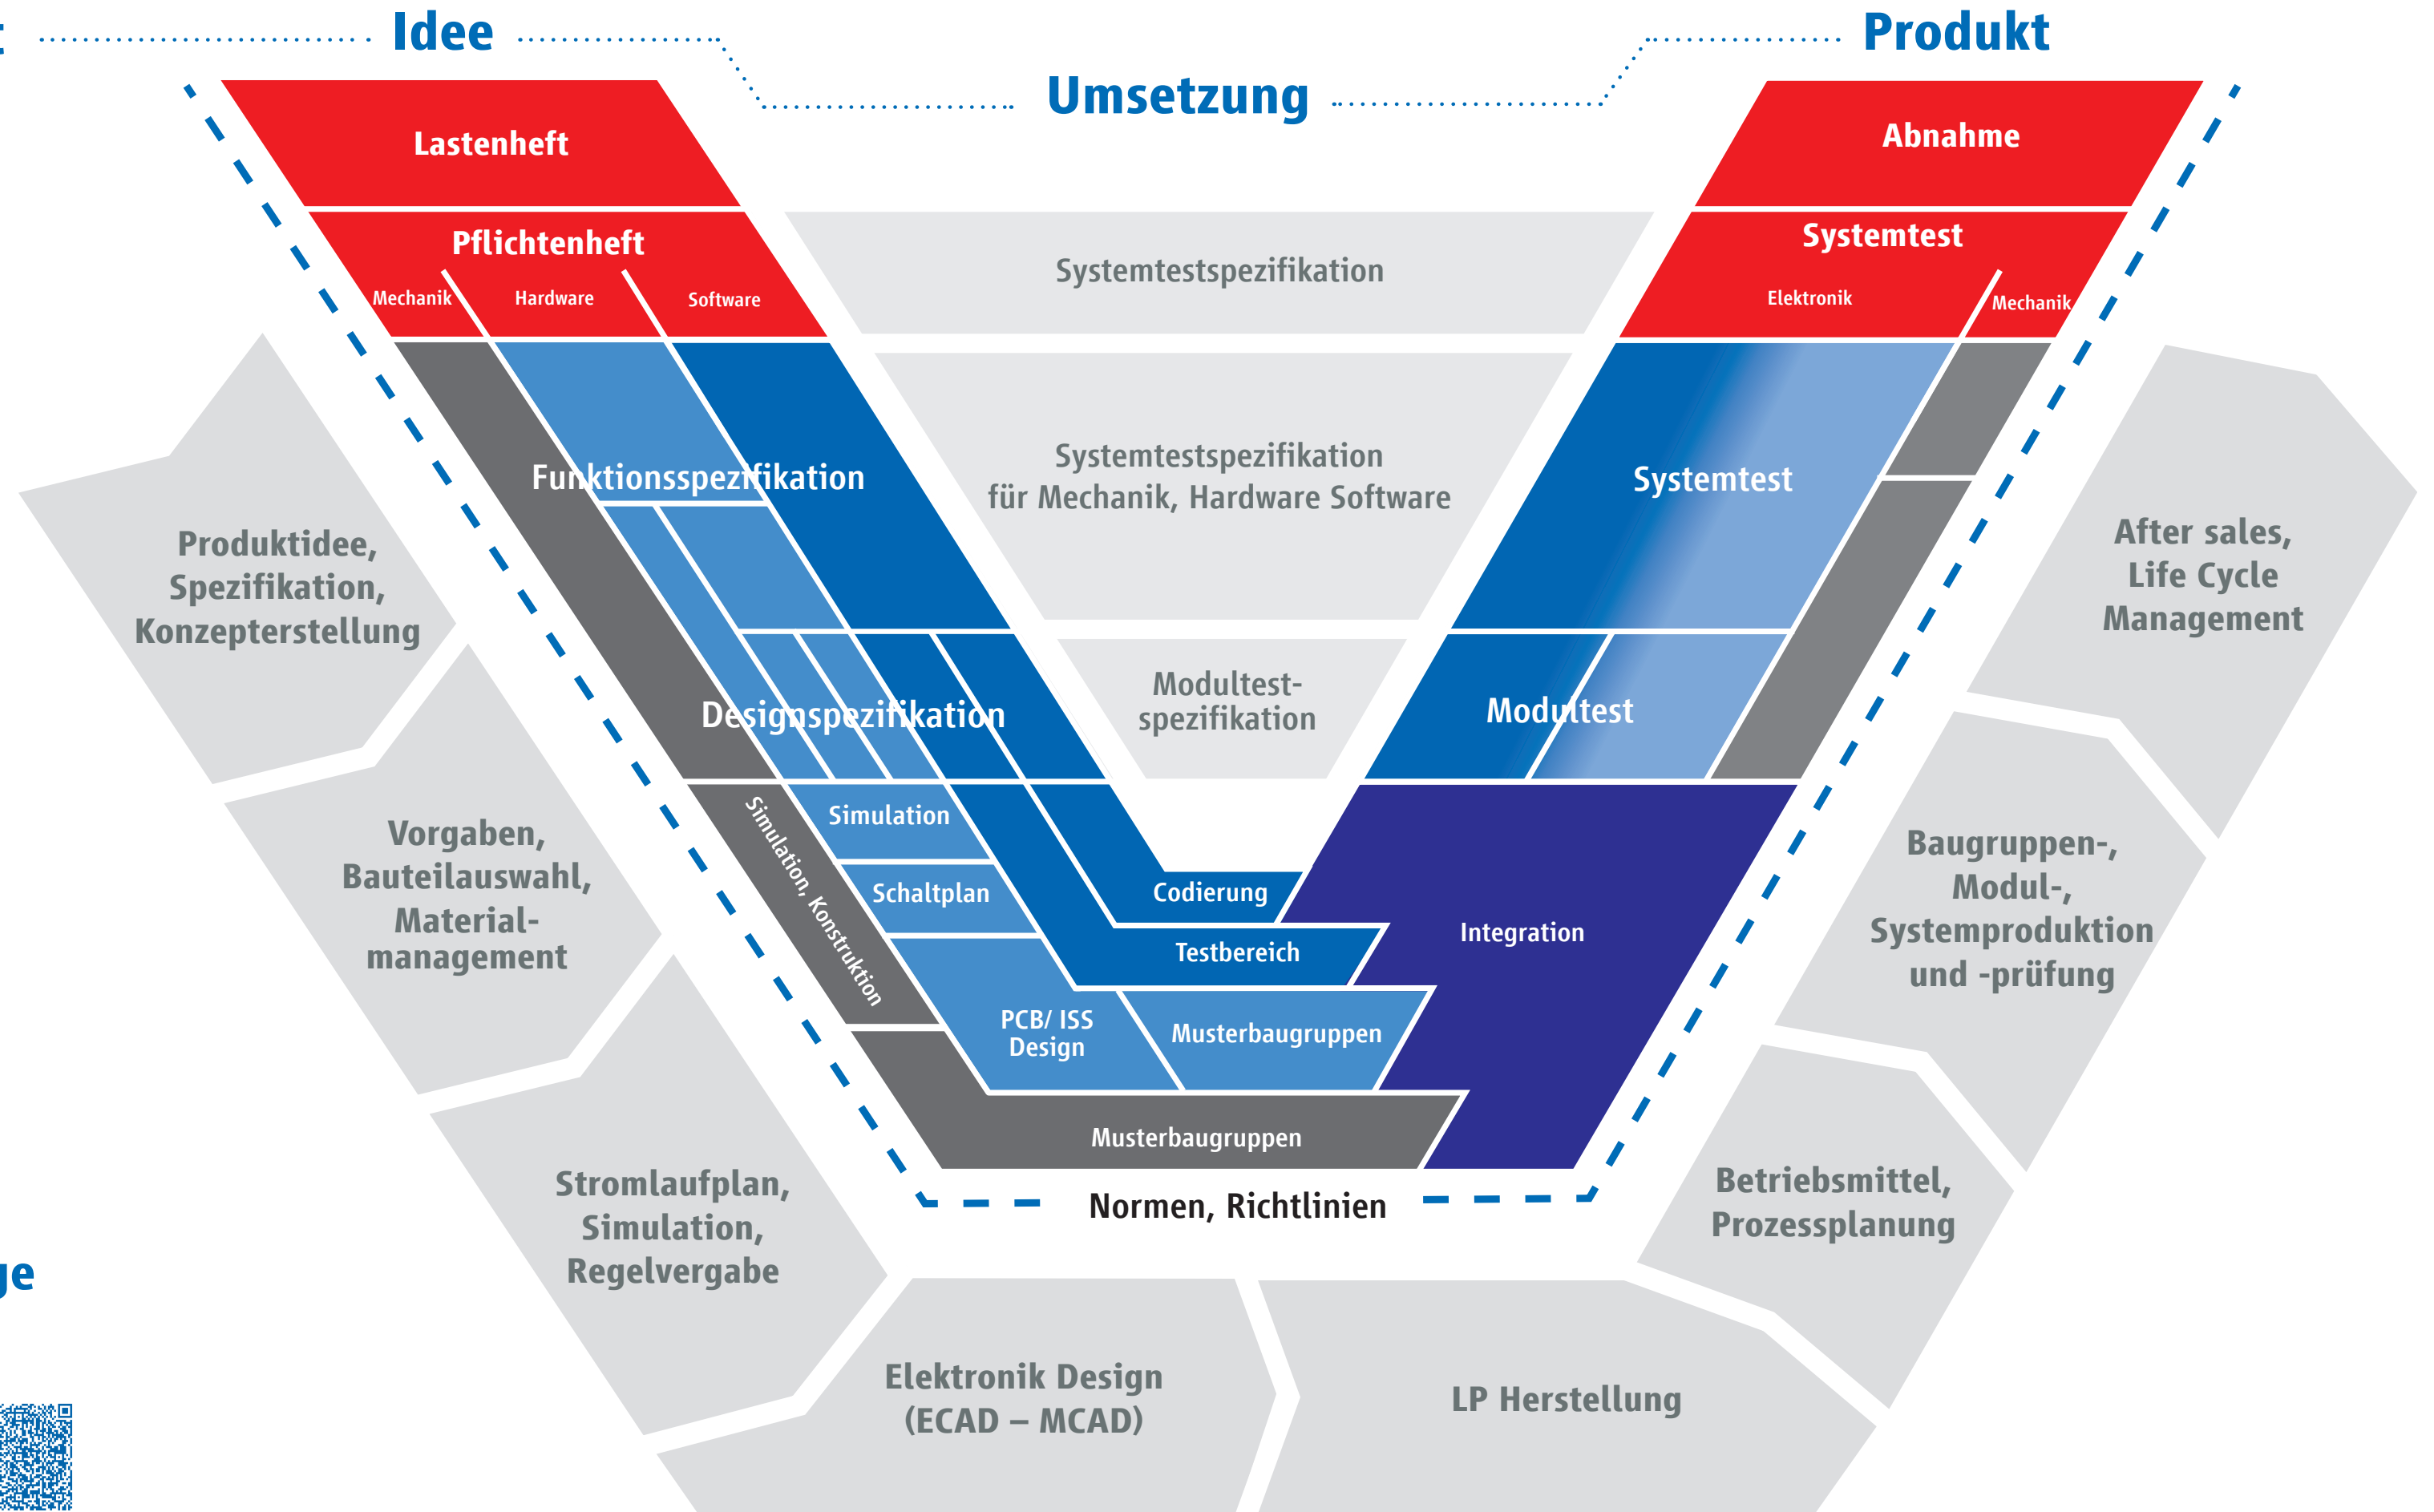 Idee
Produkt
Umsetzung
Lastenheft
Abnahme
Pflichtenheft
Mechanik
Hardware
Software
Systemtestspezifikation
Systemtest
Elektronik
Mechanik
Funktionsspezifikation
Systemtestspezifikation
für Mechanik, Hardware Software
Systemtest
Designspezifikation
Modultest-
spezifikation
Modultest
Simulation, Konstruktion
Simulation
Schaltplan
Codierung
Testbereich
Integration
PCB/ ISS
Design
Musterbaugruppen
Musterbaugruppen
Normen, Richtlinien
Produktidee,
Spezifikation,
Konzepterstellung
Vorgaben,
Bauteilauswahl,
Material-
management
Stromlaufplan,
Simulation,
Regelvergabe
Elektronik Design
(ECAD – MCAD)
LP Herstellung
Betriebsmittel,
Prozessplanung
Baugruppen-,
Modul-,
Systemproduktion
und -prüfung
After sales,
Life Cycle
Management